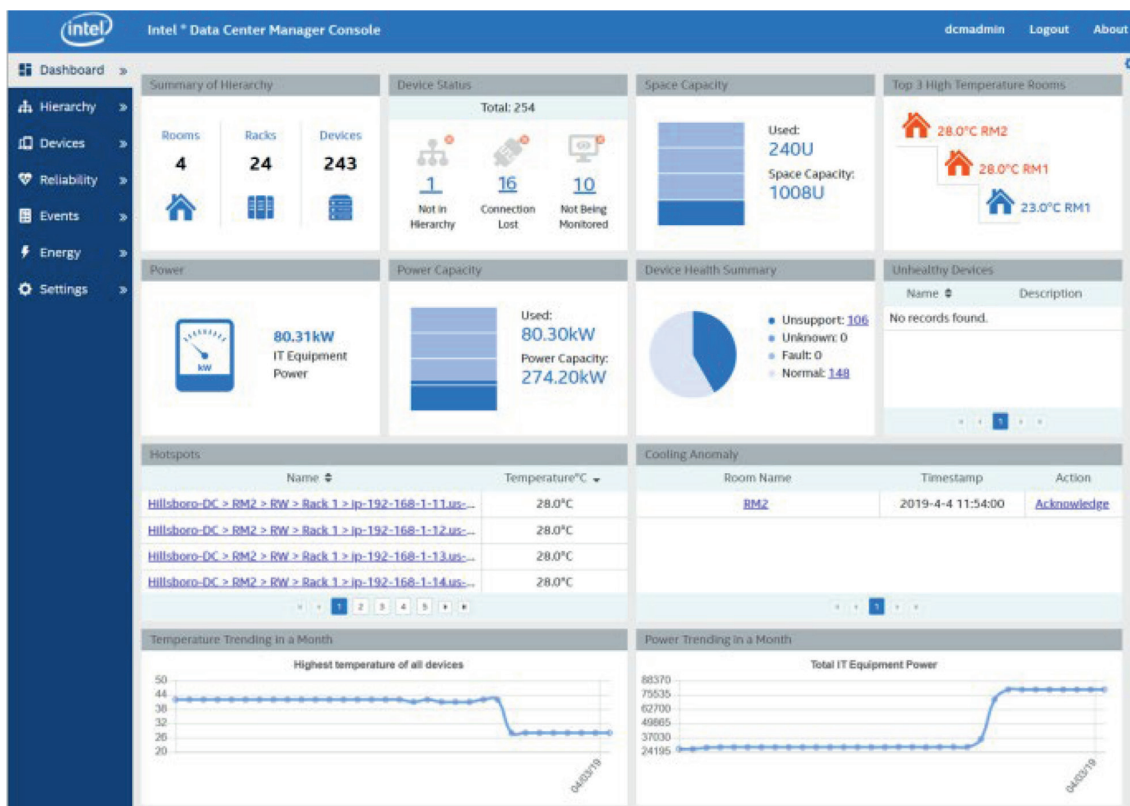 intel
Intel ® Data Center Manager Console
dcmadmin Logout About
Dashboard »
Hierarchy »
Devices »
Reliability »
Events »
Energy »
Settings »
Summary of Hierarchy
Rooms Racks Devices
4 24 243
Device Status
Total: 254
1 16 10
Not in Connection Not Being
Hierarchy Lost Monitored
Space Capacity
Used:
240U
Space Capacity:
1008U
Top 3 High Temperature Rooms
28.0°C RM2
28.0°C RM1
23.0°C RM1
Power
kW
80.31kW
IT Equipment
Power
Power Capacity
Used:
80.30kW
Power Capacity:
274.20kW
Device Health Summary
Unsupport: 106
Unknown: 0
Fault: 0
Normal: 148
Unhealthy Devices
Name Description
No records found.
1
Hotspots
Name Temperature°C
Hillsboro-DC > RM2 > RW > Rack 1 > ip-192-168-1-11.us-... 28.0°C
Hillsboro-DC > RM2 > RW > Rack 1 > ip-192-168-1-12.us-... 28.0°C
Hillsboro-DC > RM2 > RW > Rack 1 > ip-192-168-1-13.us-... 28.0°C
Hillsboro-DC > RM2 > RW > Rack 1 > ip-192-168-1-14.us-... 28.0°C
1 2 3 4 5
Cooling Anomaly
Room Name Timestamp Action
RM2 2019-4-4 11:54:00 Acknowledge
1
Temperature Trending in a Month
Highest temperature of all devices
50
44
38
32
26
20
04/03/19
Power Trending in a Month
Total IT Equipment Power
88370
75535
62700
49865
37030
24195
04/03/19